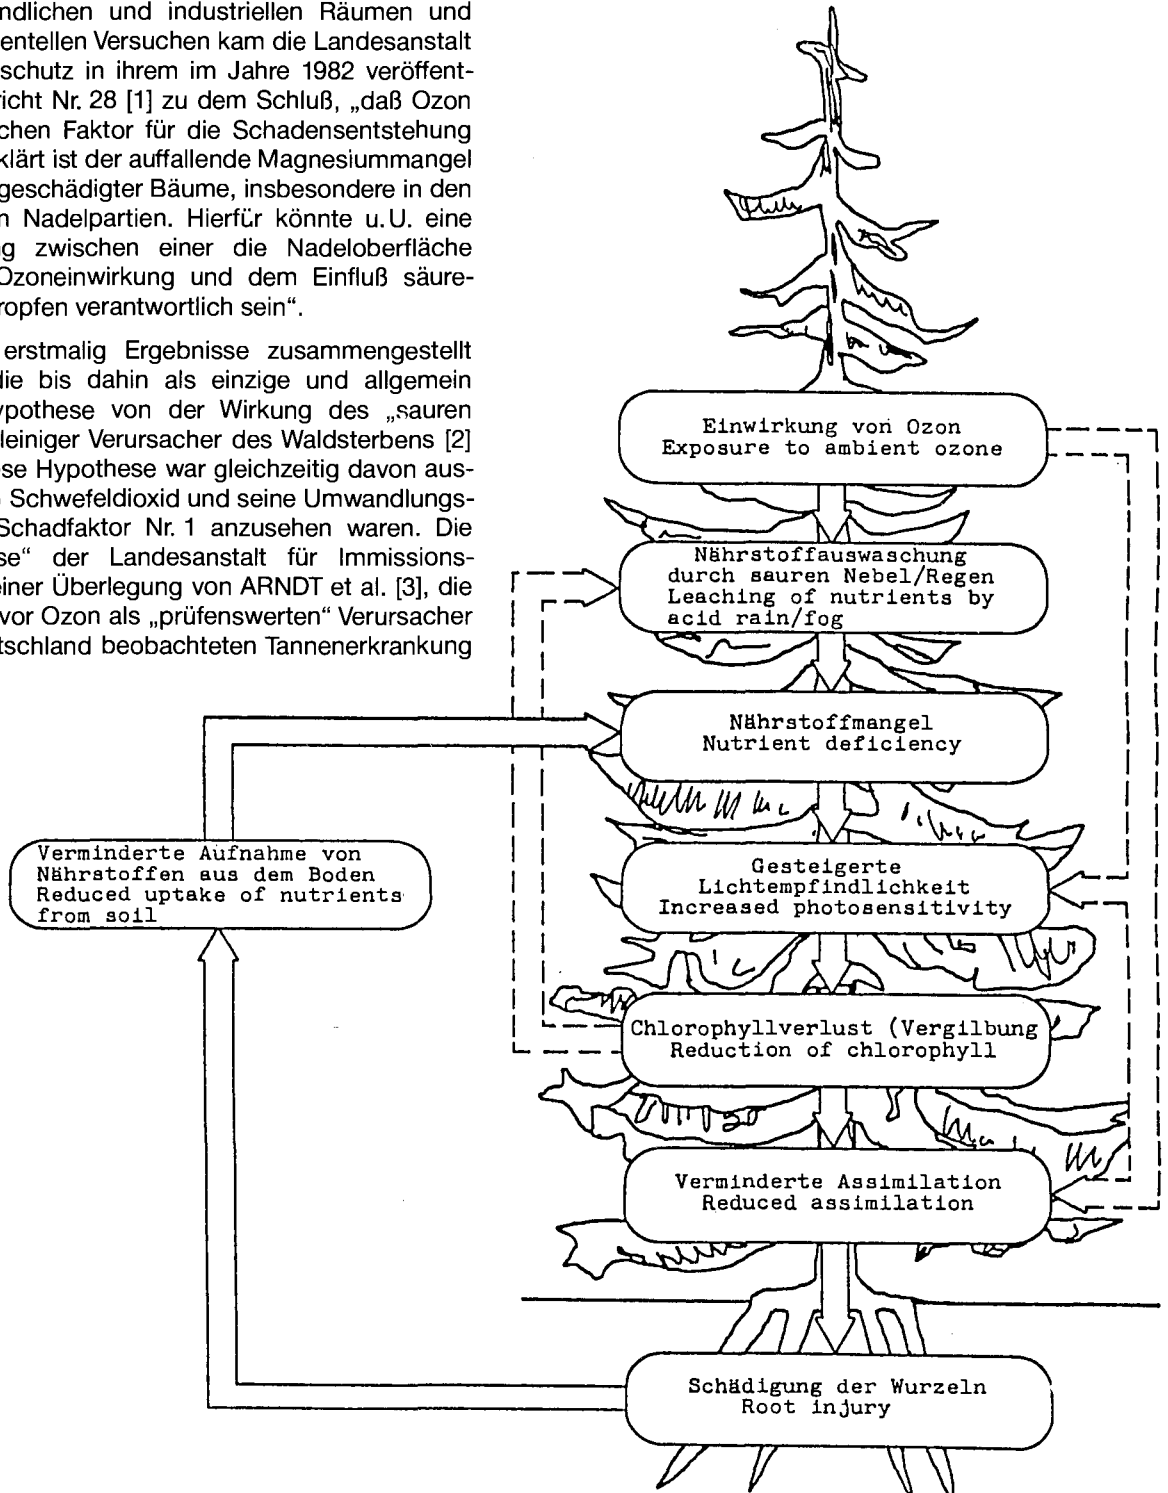 ndlichen und industriellen Räumen und
entellen Versuchen kam die Landesanstalt
schutz in ihrem im Jahre 1982 veröffent-
richt Nr. 28 [1] zu dem Schluß, „daß Ozon
chen Faktor für die Schadensentstehung
klärt ist der auffallende Magnesiummangel
geschädigter Bäume, insbesondere in den
n Nadelpartien. Hierfür könnte u.U. eine
ng zwischen einer die Nadeloberfläche
Ozoneinwirkung und dem Einfluß säure-
ropfen verantwortlich sein“.
erstmalig Ergebnisse zusammengestellt
die bis dahin als einzige und allgemein
ypothese von der Wirkung des „sauren
lleiniger Verursacher des Waldsterbens [2]
ese Hypothese war gleichzeitig davon aus-
Schwefeldioxid und seine Umwandlungs-
Schadfaktor Nr. 1 anzusehen waren. Die
se“ der Landesanstalt für Immissions-
einer Überlegung von ARNDT et al. [3], die
vor Ozon als „prüfenswerten“ Verursacher
tschland beobachteten Tannenerkrankung
Einwirkung von Ozon
Exposure to ambient ozone
Nährstoffauswaschung
durch sauren Nebel/Regen
Leaching of nutrients by
acid rain/fog
Nährstoffmangel
Nutrient deficiency
Verminderte Aufnahme von
Nährstoffen aus dem Boden
Reduced uptake of nutrients
from soil
Gesteigerte
Lichtempfindlichkeit
Increased photosensitivity
Chlorophyllverlust (Vergilbung
Reduction of chlorophyll
Verminderte Assimilation
Reduced assimilation
Schädigung der Wurzeln
Root injury